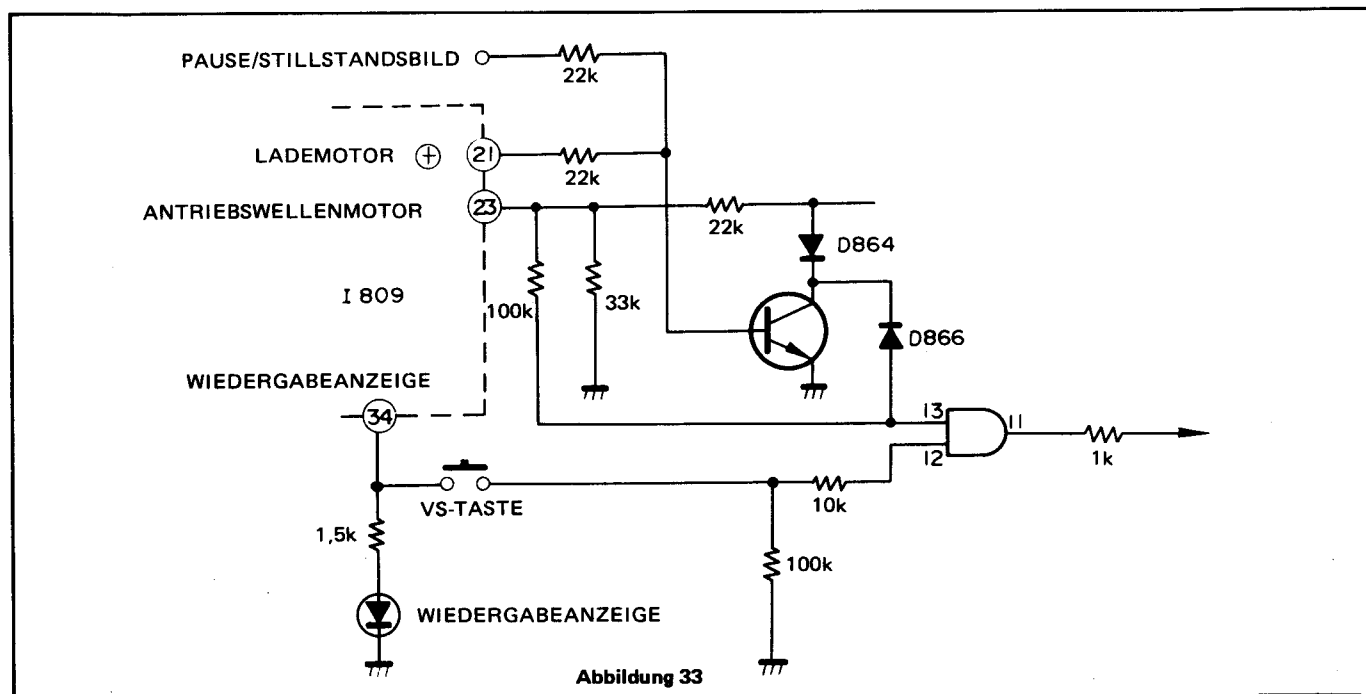 PAUSE/STILLSTANDSBILD
22k
LADEMOTOR ⊕ 21
22k
ANTRIEBSWELLENMOTOR 23
22k
D864
I 809
100k
33k
D866
WIEDERGABEANZEIGE
34
13
11
12
1k
VS-TASTE
10k
1,5k
100k
WIEDERGABEANZEIGE
Abbildung 33